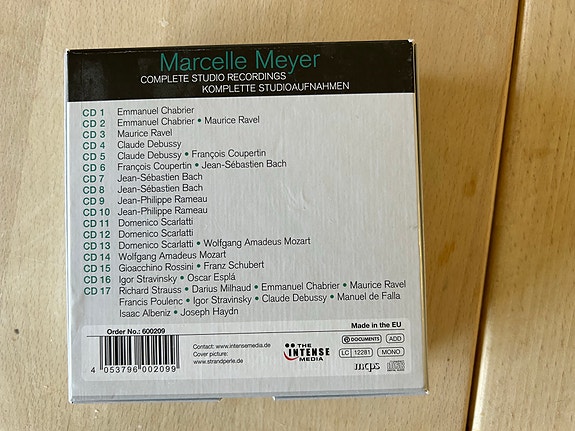 Marcelle Meyer
COMPLETE STUDIO RECORDINGS
KOMPLETTE STUDIOAUFNAHMEN
CD 1 Emmanuel Chabrier
CD 2 Emmanuel Chabrier • Maurice Ravel
CD 3 Maurice Ravel
CD 4 Claude Debussy
CD 5 Claude Debussy • François Coupertin
CD 6 François Coupertin • Jean-Sébastien Bach
CD 7 Jean-Sébastien Bach
CD 8 Jean-Sébastien Bach
CD 9 Jean-Philippe Rameau
CD 10 Jean-Philippe Rameau
CD 11 Domenico Scarlatti
CD 12 Domenico Scarlatti
CD 13 Domenico Scarlatti • Wolfgang Amadeus Mozart
CD 14 Wolfgang Amadeus Mozart
CD 15 Gioacchino Rossini • Franz Schubert
CD 16 Igor Stravinsky • Oscar Esplá
CD 17 Richard Strauss • Darius Milhaud • Emmanuel Chabrier • Maurice Ravel
Francis Poulenc • Igor Stravinsky • Claude Debussy • Manuel de Falla
Isaac Albeniz • Joseph Haydn
Order No.: 600209
Made in the EU
4 053796 002099
Contact: www.intensemedia.de
Cover picture:
www.strandperle.de
THE
INTENSE
MEDIA
DOCUMENTS
ADD
LC 12281
MONO
mcps